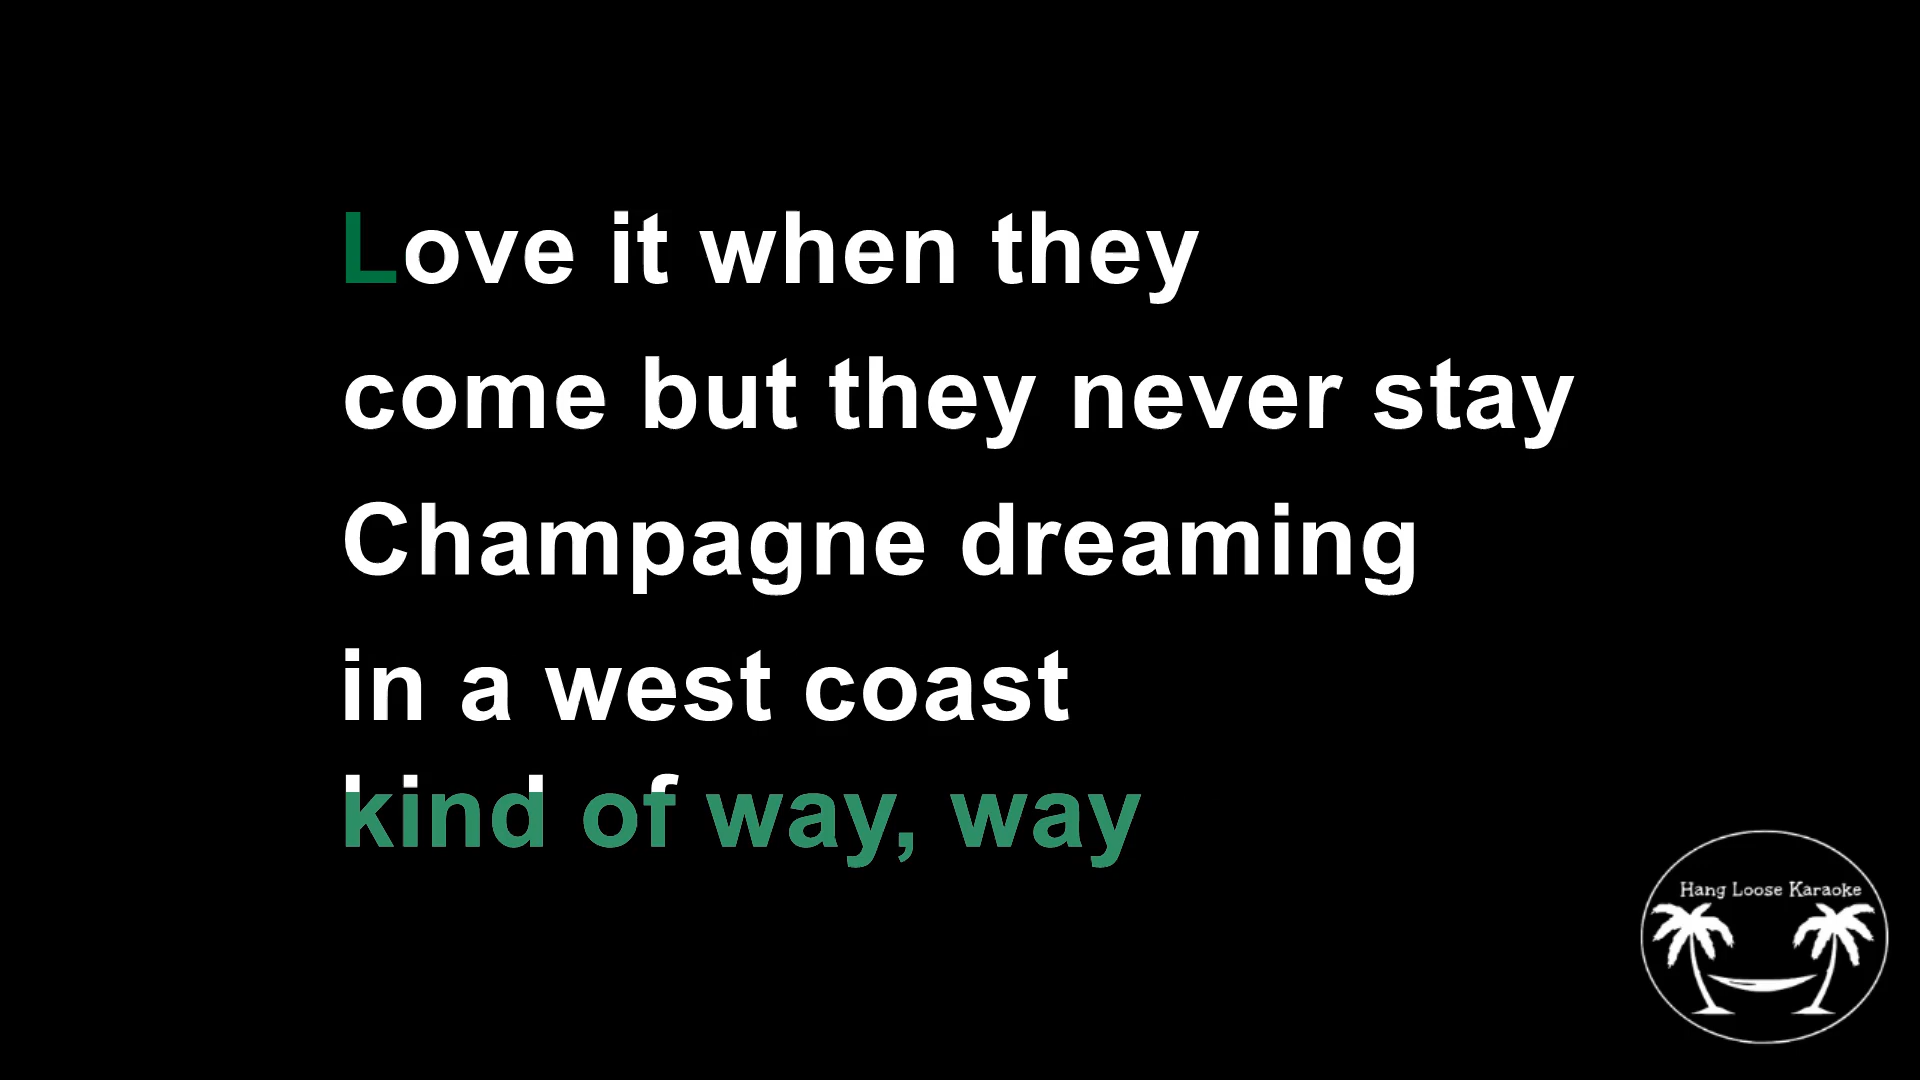 Love it when they
come but they never stay
Champagne dreaming
in a west coast
kind of way, way
Hang Loose Karaoke